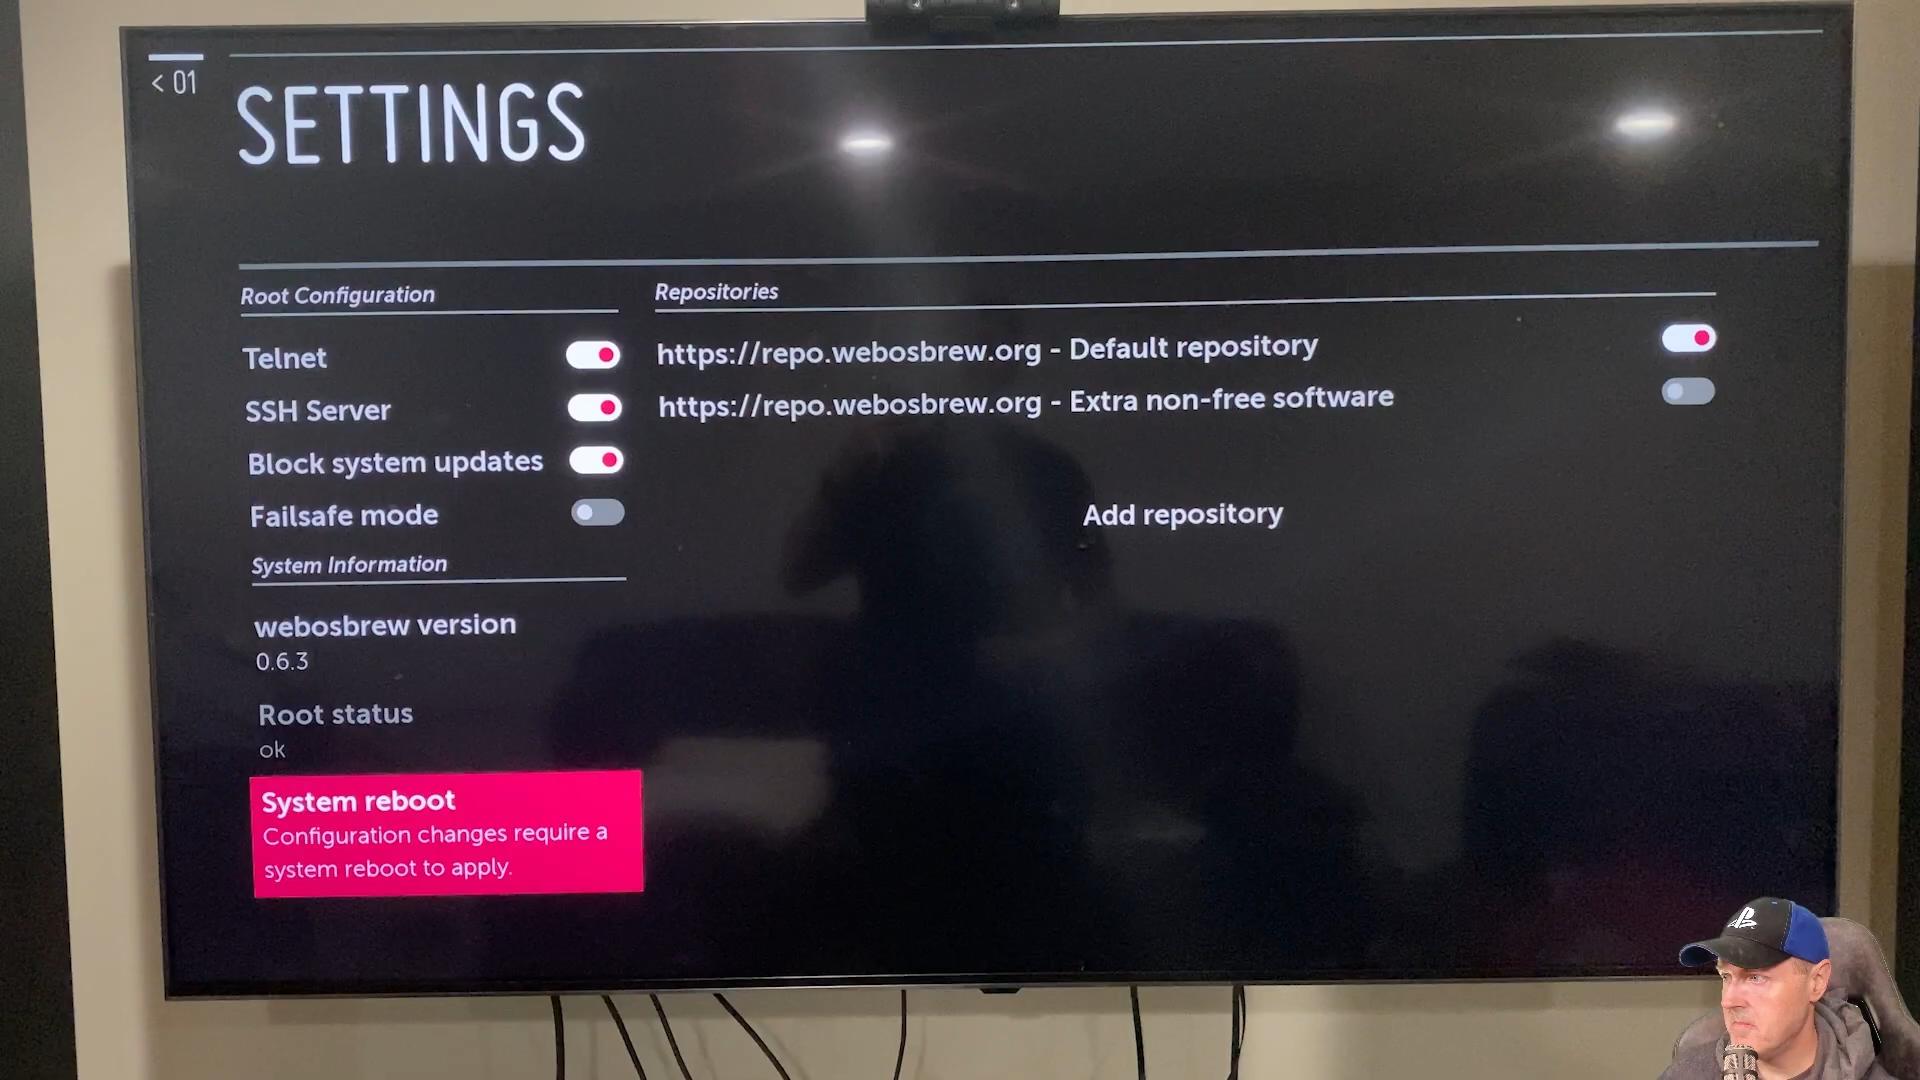 < 01
SETTINGS
Root Configuration
Telnet
SSH Server
Block system updates
Failsafe mode
System Information
webosbrew version
0.6.3
Root status
ok
System reboot
Configuration changes require a
system reboot to apply.
Repositories
https://repo.webosbrew.org - Default repository
https://repo.webosbrew.org - Extra non-free software
Add repository